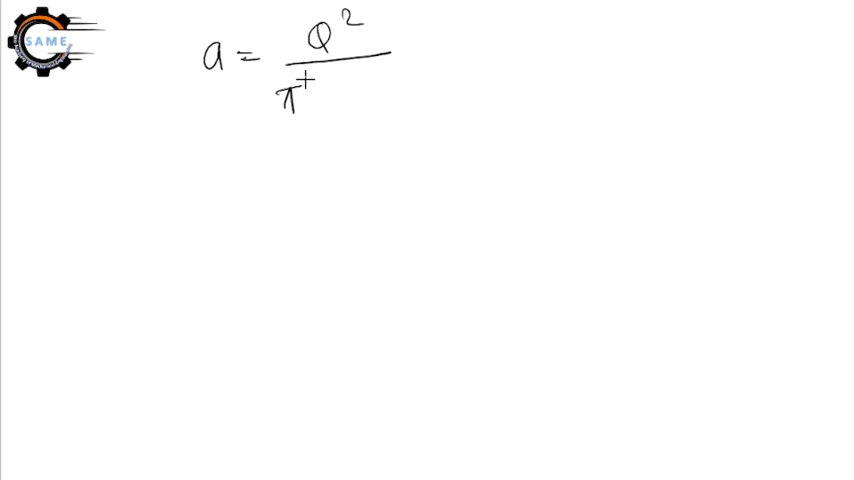 SAME
a = Q² / π